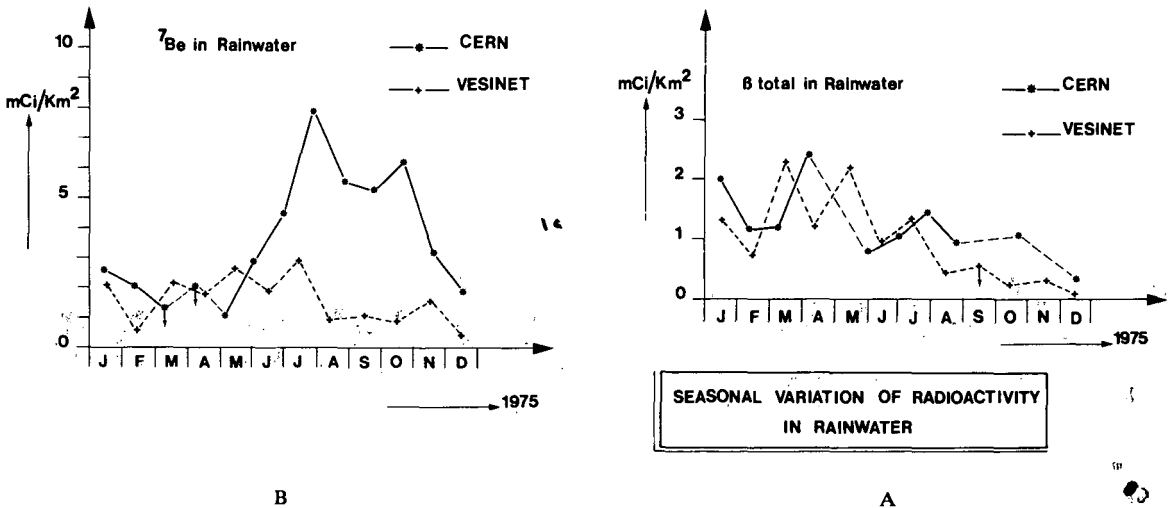 10
⁷Be in Rainwater
CERN
VESINET
mCi/Km²
5
0
J F M A M J J A S O N D
1975
B
mCi/Km²
ß total in Rainwater
CERN
VESINET
3
2
1
0
J F M A M J J A S O N D
1975
SEASONAL VARIATION OF RADIOACTIVITY
IN RAINWATER
A